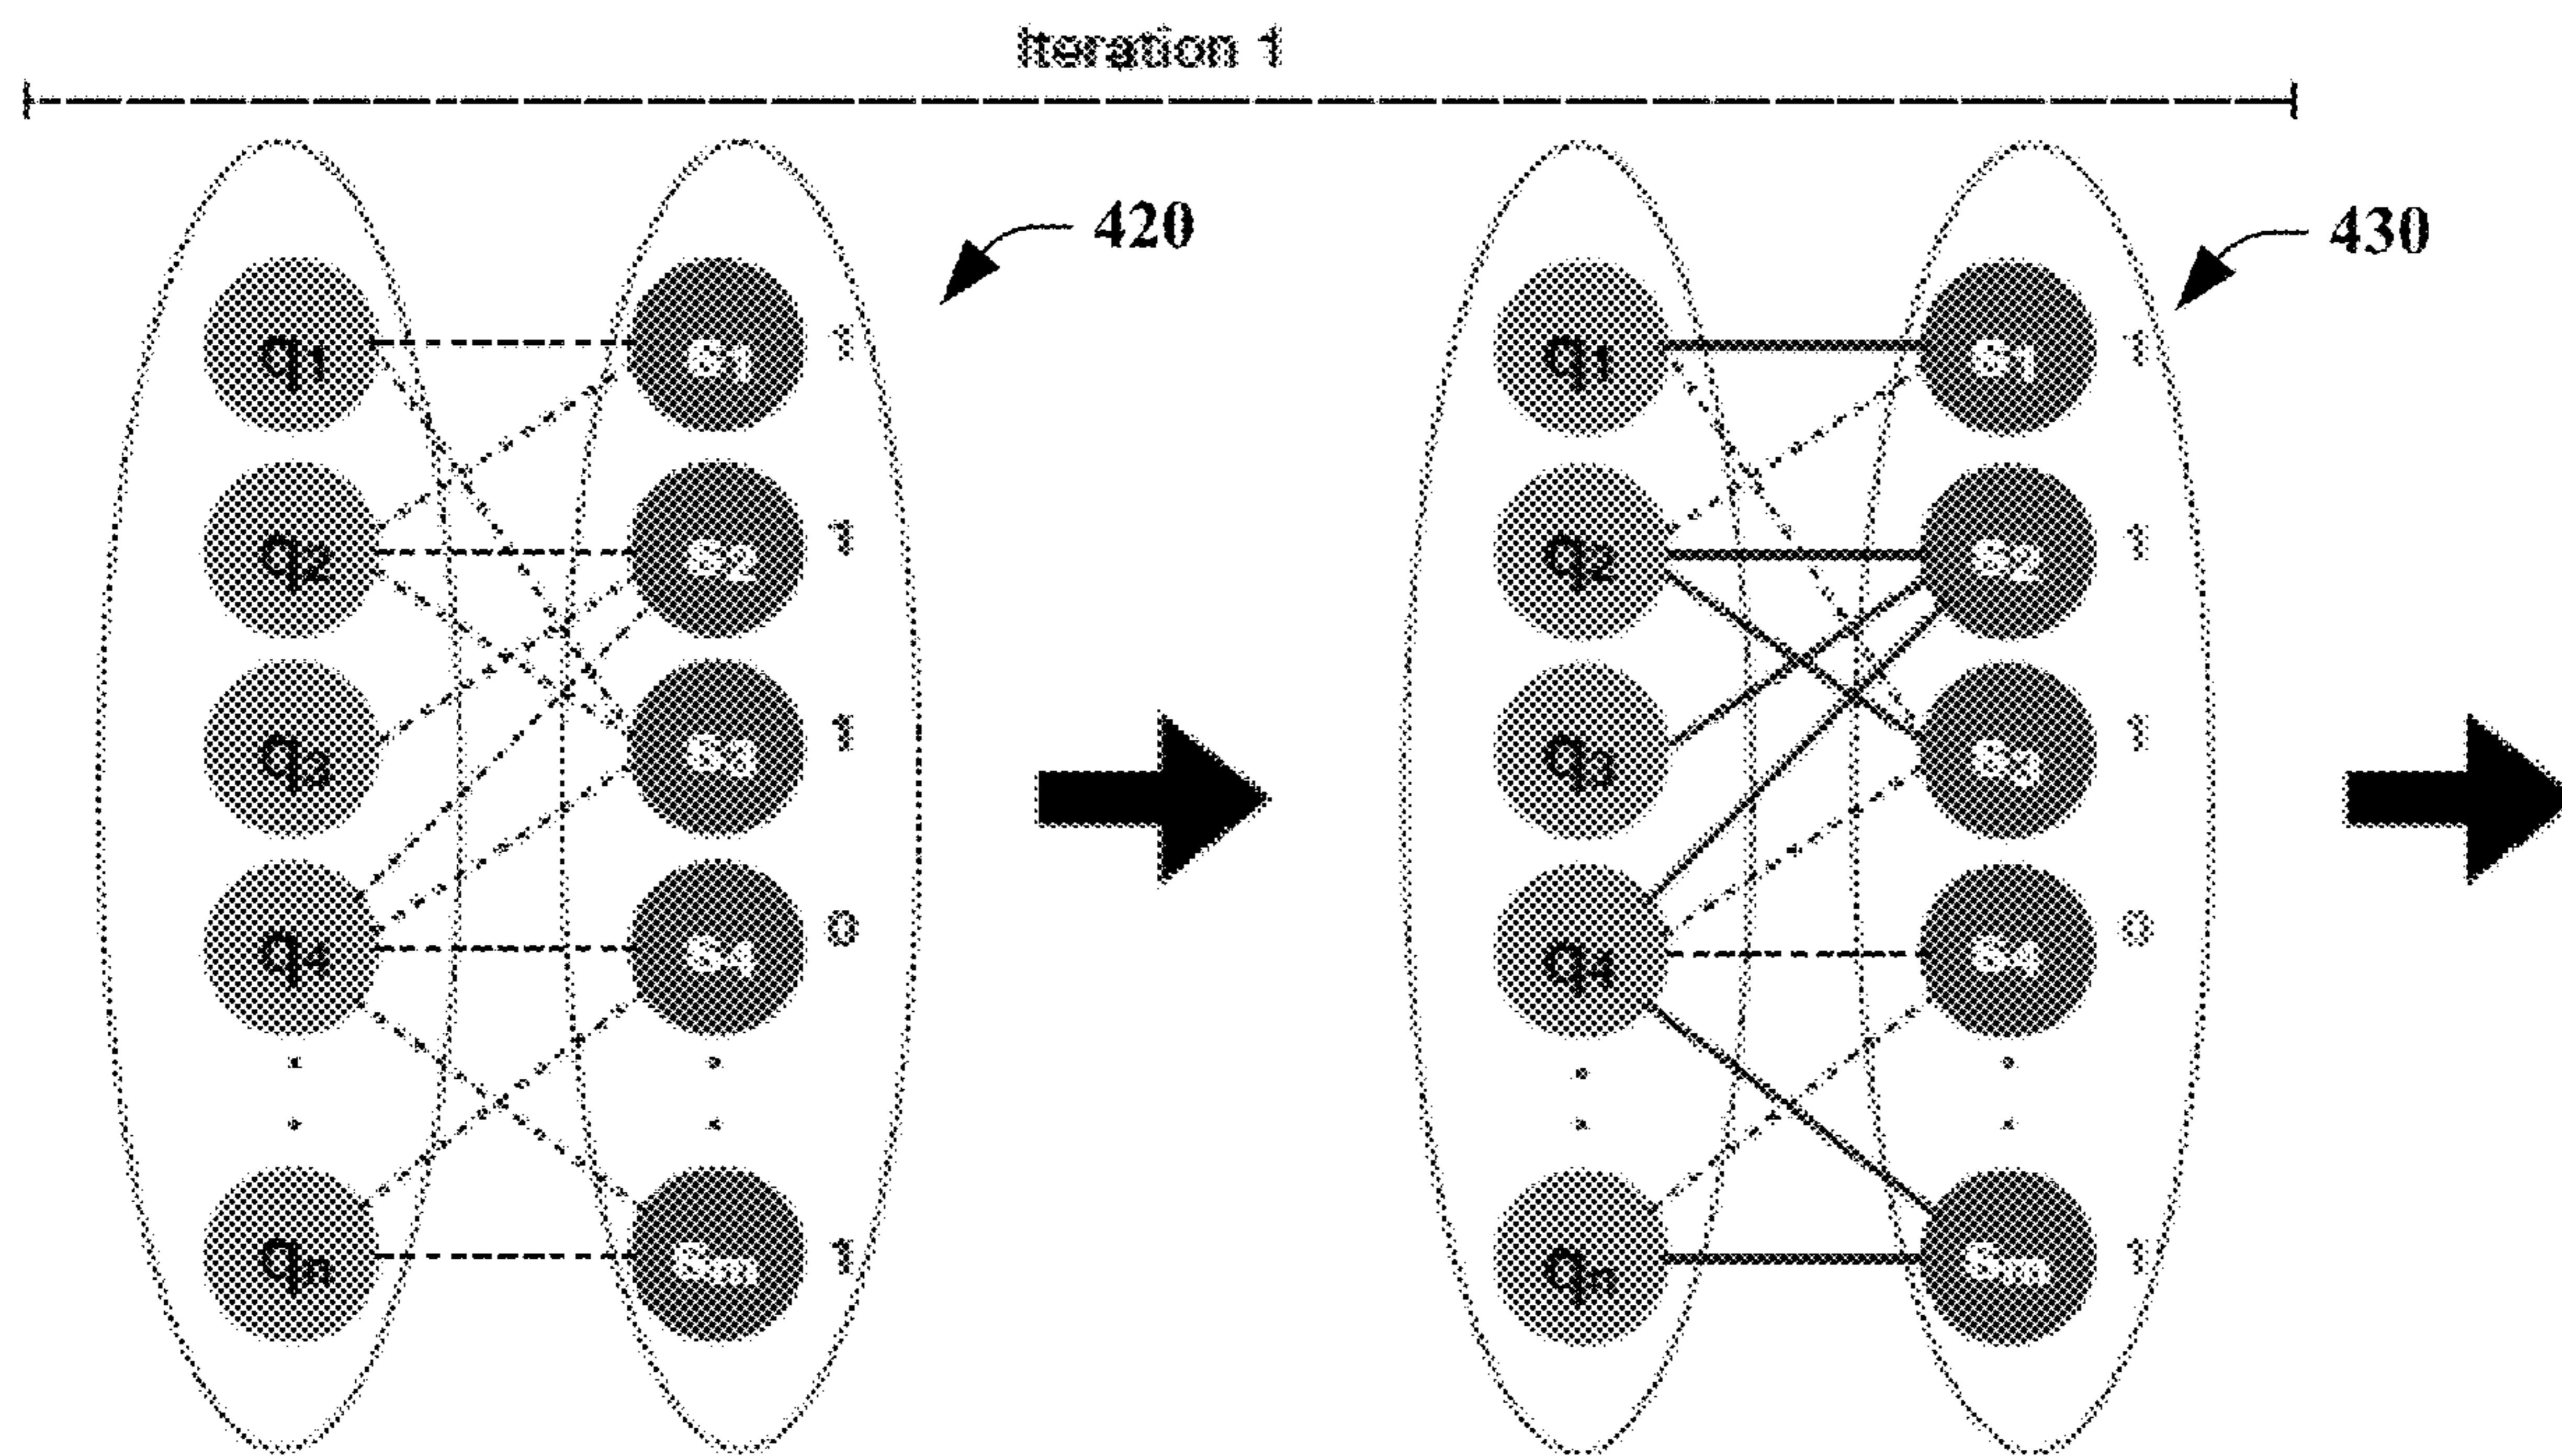 Iteration 1
420
430
q1 s1 1
q2 s2 1
q3 s3 1
q4 s4 0
qn sm 1
q1 s1 1
q2 s2 1
q3 s3 1
q4 s4 0
qn sm 1